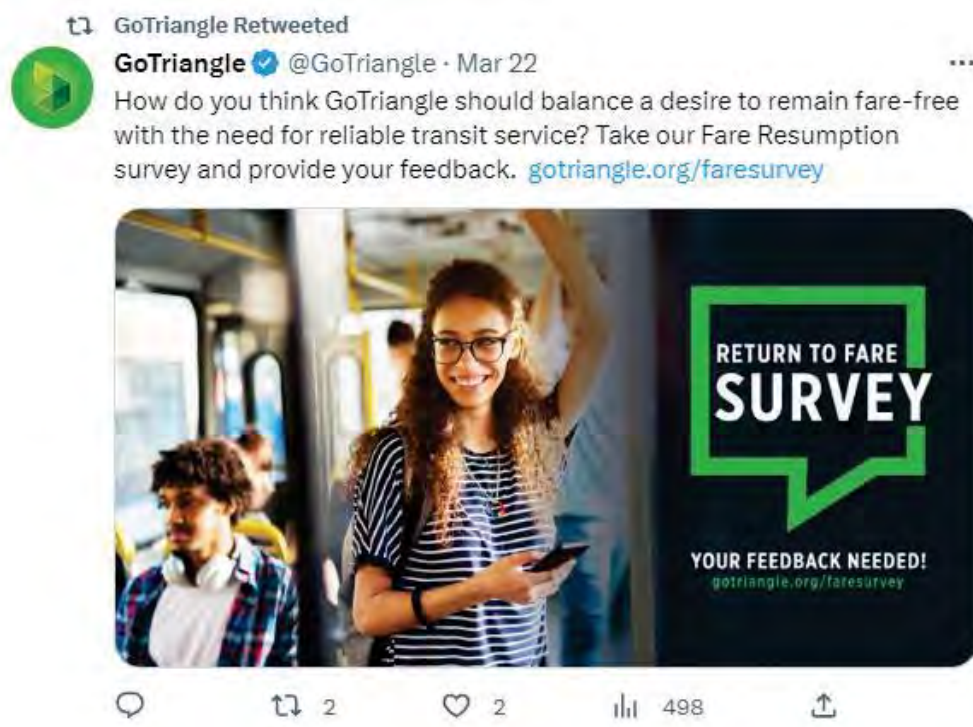 GoTriangle Retweeted
GoTriangle @GoTriangle · Mar 22
How do you think GoTriangle should balance a desire to remain fare-free
with the need for reliable transit service? Take our Fare Resumption
survey and provide your feedback. gotriangle.org/faresurvey
RETURN TO FARE
SURVEY
YOUR FEEDBACK NEEDED!
gotriangle.org/faresurvey
2 2 498